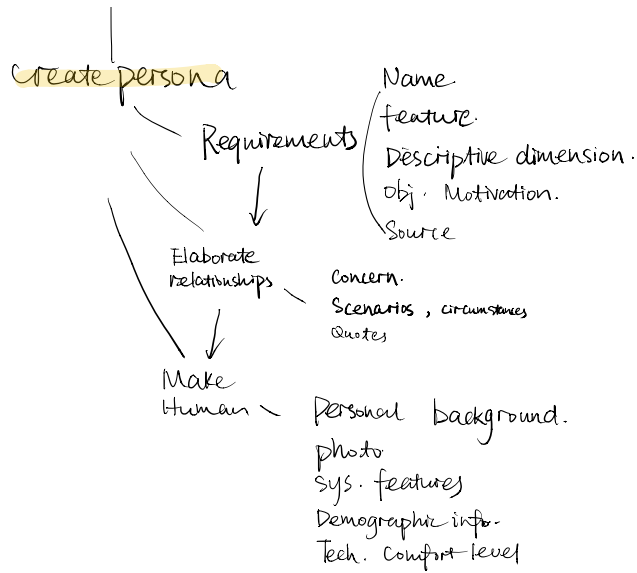 Create persona
Requirements
Name
feature.
Descriptive dimension.
Obj. Motivation.
Source
Elaborate
relationships
Concern.
Scenarios, circumstances
Quotes
Make
Human
Personal background.
photo
sys. features
Demographic info.
Tech. Comfort level